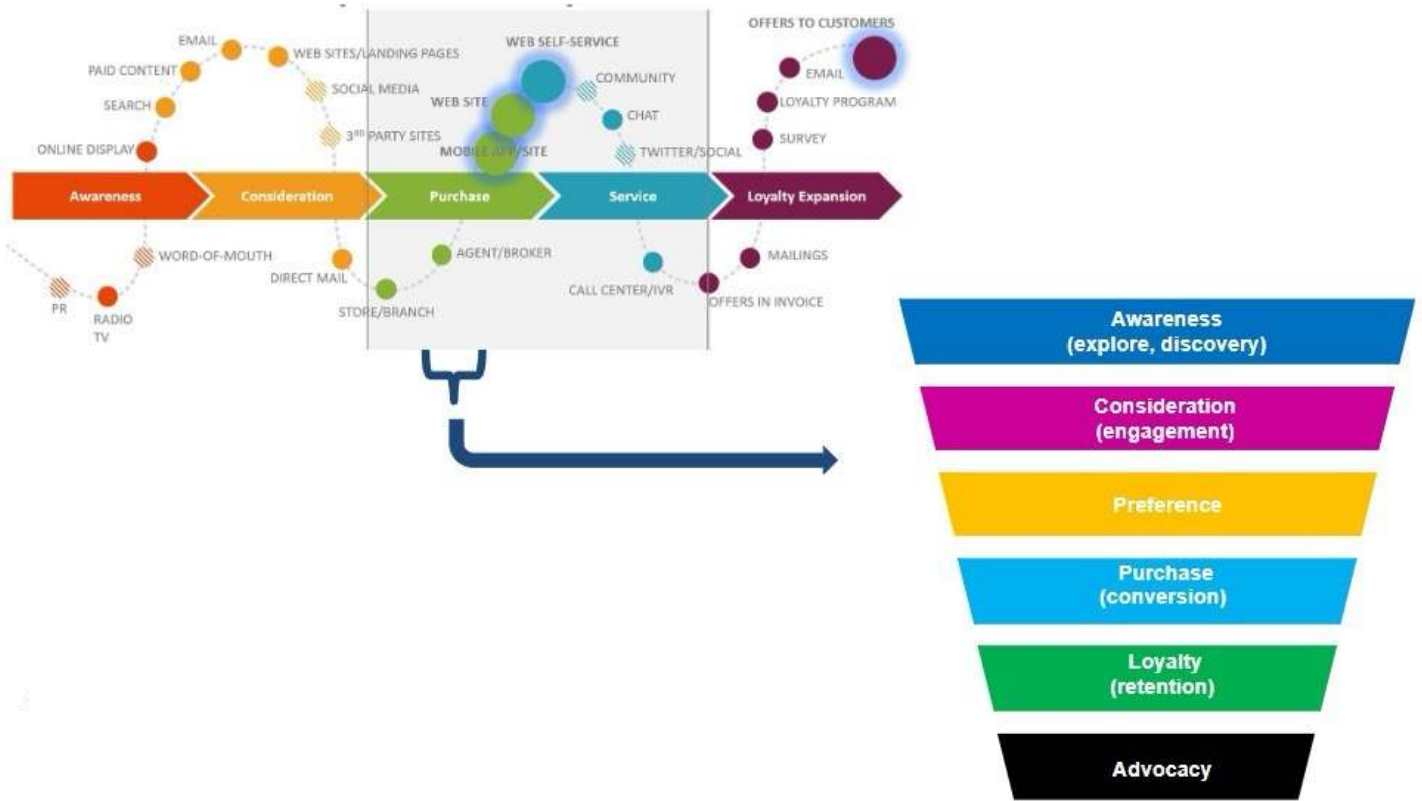 OFFERS TO CUSTOMERS
EMAIL
WEB SELF-SERVICE
WEB SITES/LANDING PAGES
PAID CONTENT
EMAIL
COMMUNITY
SOCIAL MEDIA
SEARCH
WEB SITE
LOYALTY PROGRAM
CHAT
3RD PARTY SITES
SURVEY
ONLINE DISPLAY
MOBILE APP/SITE
TWITTER/SOCIAL
Awareness
Consideration
Purchase
Service
Loyalty Expansion
WORD-OF-MOUTH
AGENT/BROKER
MAILINGS
DIRECT MAIL
CALL CENTER/IVR
OFFERS IN INVOICE
PR
RADIO
TV
STORE/BRANCH
Awareness
(explore, discovery)
Consideration
(engagement)
Preference
Purchase
(conversion)
Loyalty
(retention)
Advocacy